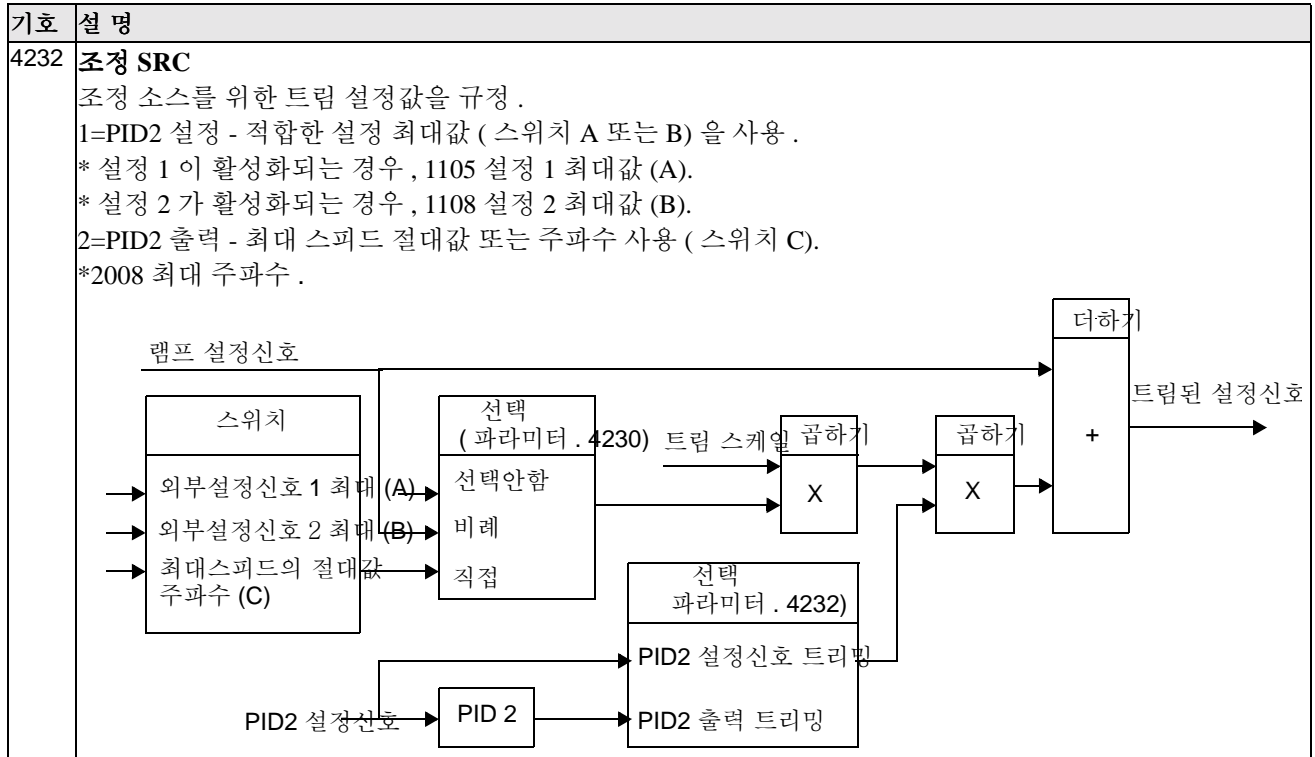 기호 설 명
4232 조정 SRC
조정 소스를 위한 트림 설정값을 규정 .
1=PID2 설정 - 적합한 설정 최대값 ( 스위치 A 또는 B) 을 사용 .
* 설정 1 이 활성화되는 경우 , 1105 설정 1 최대값 (A).
* 설정 2 가 활성화되는 경우 , 1108 설정 2 최대값 (B).
2=PID2 출력 - 최대 스피드 절대값 또는 주파수 사용 ( 스위치 C).
*2008 최대 주파수 .
더하기
+
램프 설정신호
트림된 설정신호
스위치
외부설정신호 1 최대 (A)
외부설정신호 2 최대 (B)
최대스피드의 절대값
주파수 (C)
선택
( 파라미터 . 4230)
선택안함
비례
직접
트림 스케일
곱하기
X
곱하기
X
선택
파라미터 . 4232)
PID2 설정신호 트리밍
PID2 출력 트리밍
PID2 설정신호
PID 2